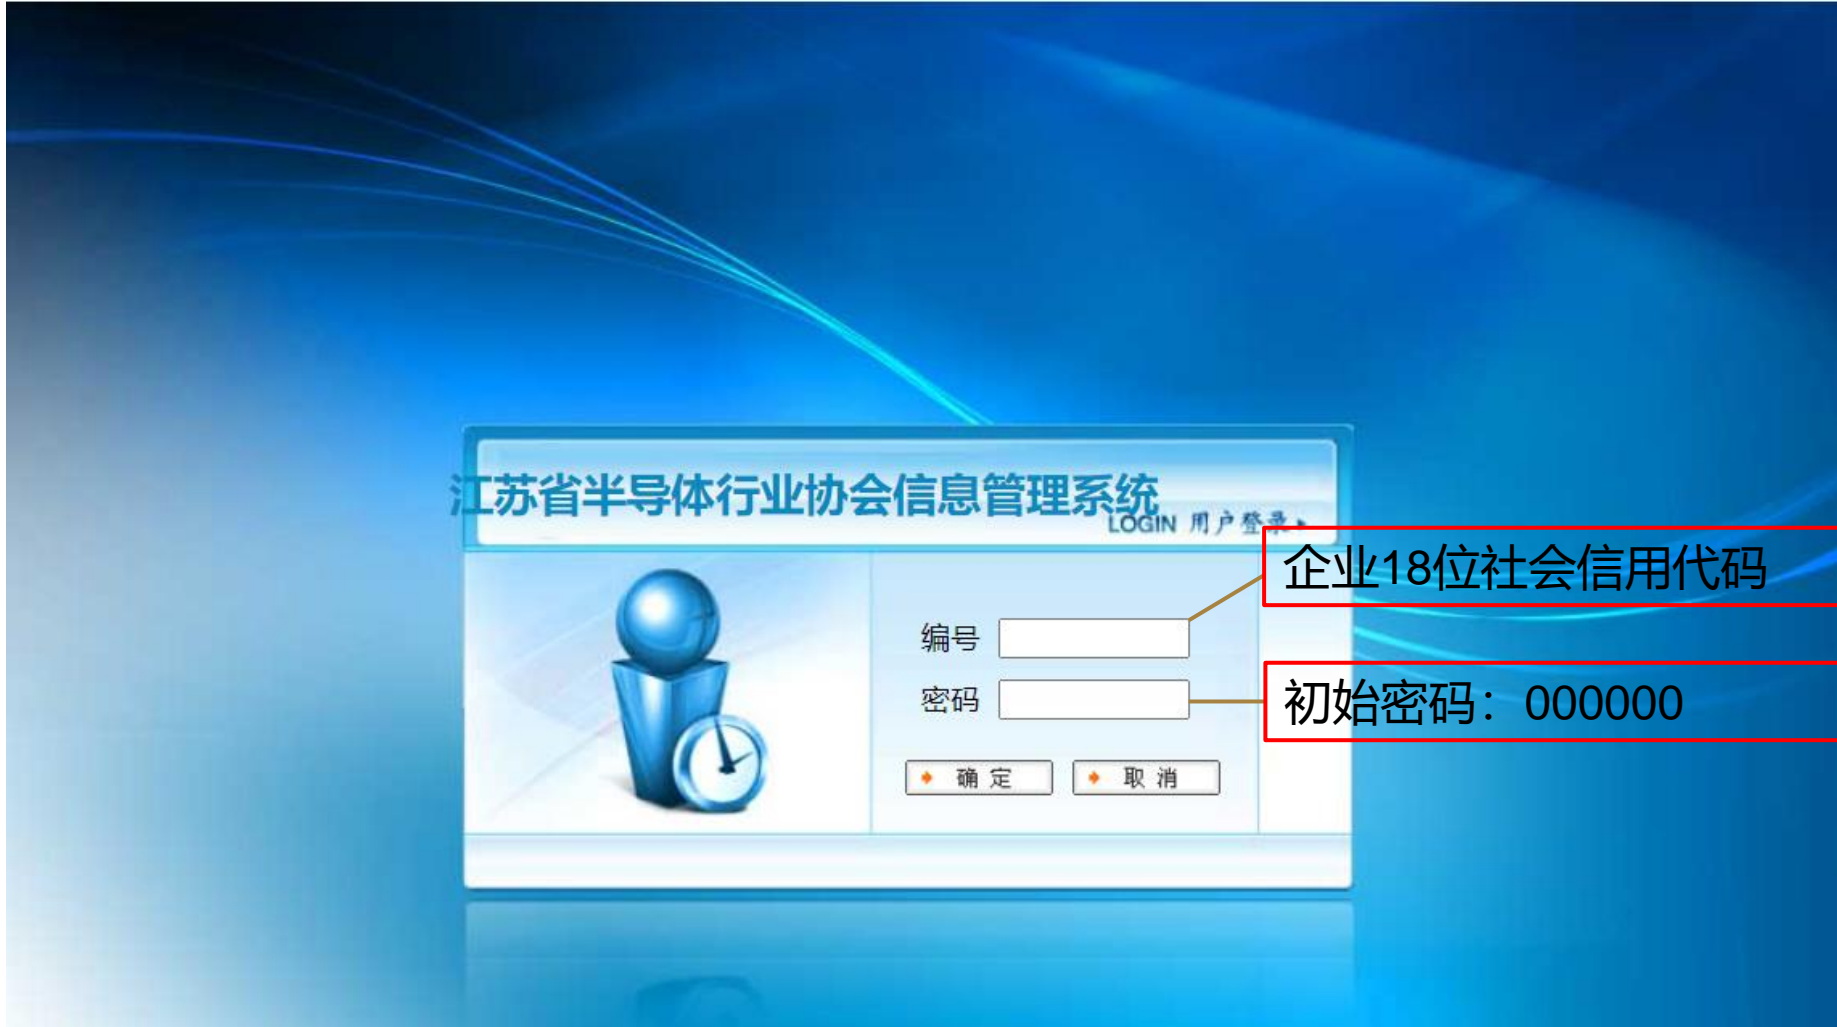 江苏省半导体行业协会信息管理系统
LOGIN 用户登录
企业18位社会信用代码
编号
初始密码：000000
密码
确定 取消